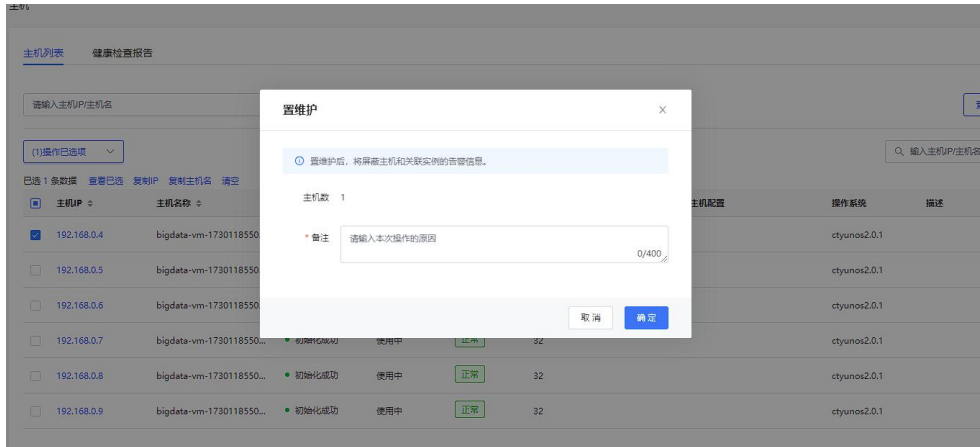 主机
主机列表 健康检查报告
请输入主机IP/主机名
(1)操作已选项
输入主机IP/主机名
已选 1 条数据 查看已选 复制IP 复制主机名 清空
主机IP 主机名称 主机配置 操作系统 描述
192.168.0.4 bigdata-vm-1730118550 ctyunos2.0.1
192.168.0.5 bigdata-vm-1730118550 ctyunos2.0.1
192.168.0.6 bigdata-vm-1730118550 ctyunos2.0.1
192.168.0.7 bigdata-vm-1730118550... 初始化成功 使用中 正常 32 ctyunos2.0.1
192.168.0.8 bigdata-vm-1730118550... 初始化成功 使用中 正常 32 ctyunos2.0.1
192.168.0.9 bigdata-vm-1730118550... 初始化成功 使用中 正常 32 ctyunos2.0.1
置维护
置维护后，将屏蔽主机和关联实例的告警信息。
主机数 1
* 备注 请输入本次操作的原因
0/400
取消 确定